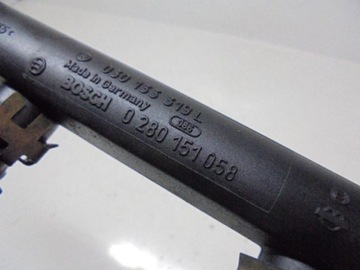 030 133 319 L
Made in Germany
BOSCH 0 280 151 058